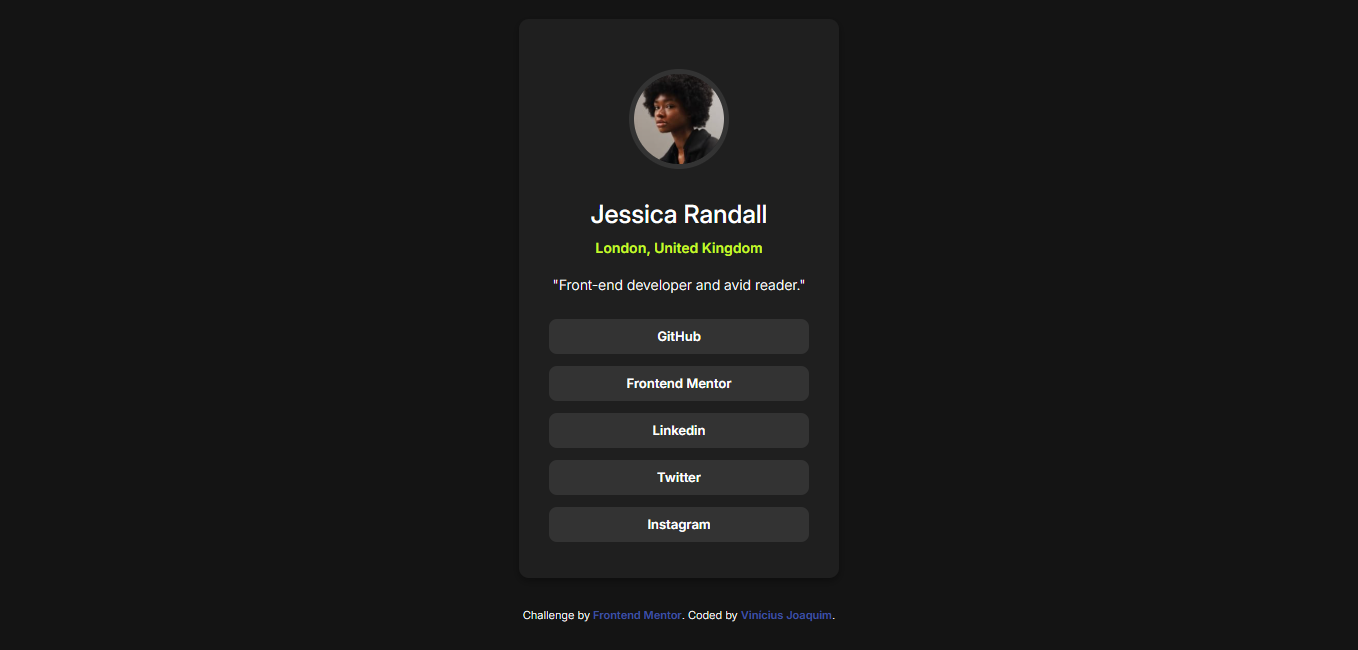 Jessica Randall
London, United Kingdom
"Front-end developer and avid reader."
GitHub
Frontend Mentor
Linkedin
Twitter
Instagram
Challenge by Frontend Mentor. Coded by Vinícius Joaquim.